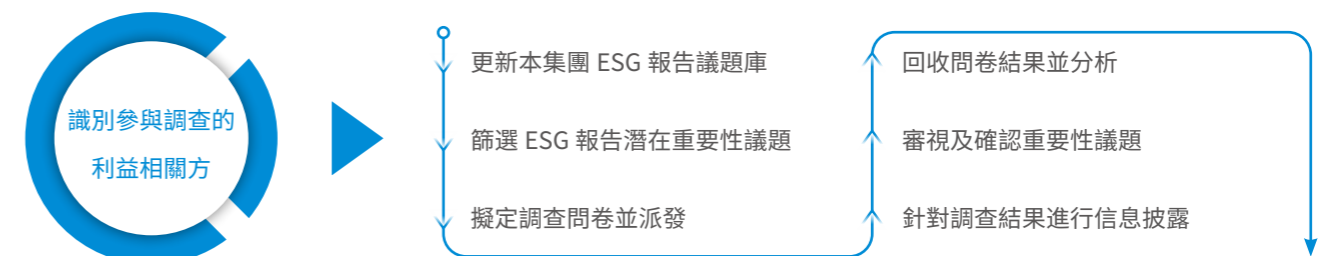 識別參與調查的
利益相關方
更新本集團 ESG 報告議題庫
篩選 ESG 報告潛在重要性議題
擬定調查問卷並派發
回收問卷結果並分析
審視及確認重要性議題
針對調查結果進行信息披露